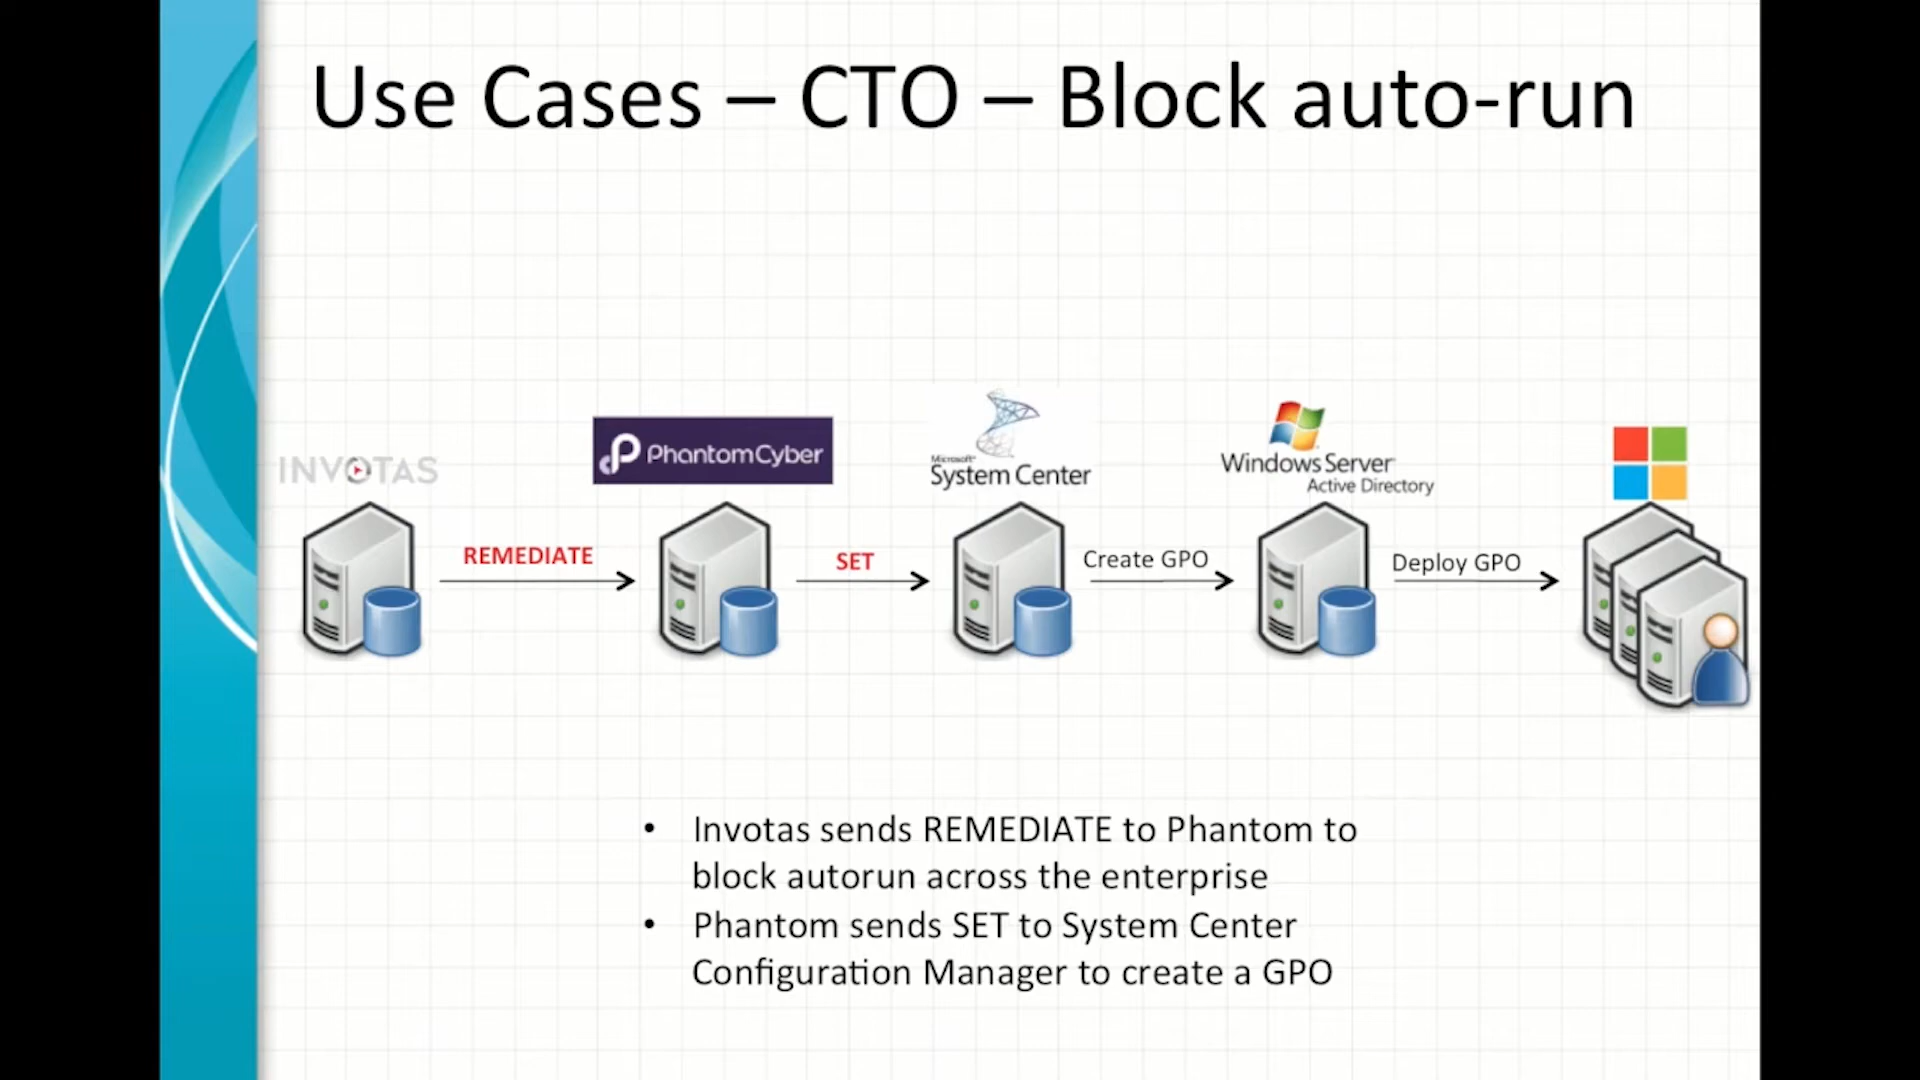 Use Cases – CTO – Block auto-run
INVOTAS
PhantomCyber
Microsoft
System Center
Windows Server
Active Directory
REMEDIATE
SET
Create GPO
Deploy GPO
• Invotas sends REMEDIATE to Phantom to
block autorun across the enterprise
• Phantom sends SET to System Center
Configuration Manager to create a GPO